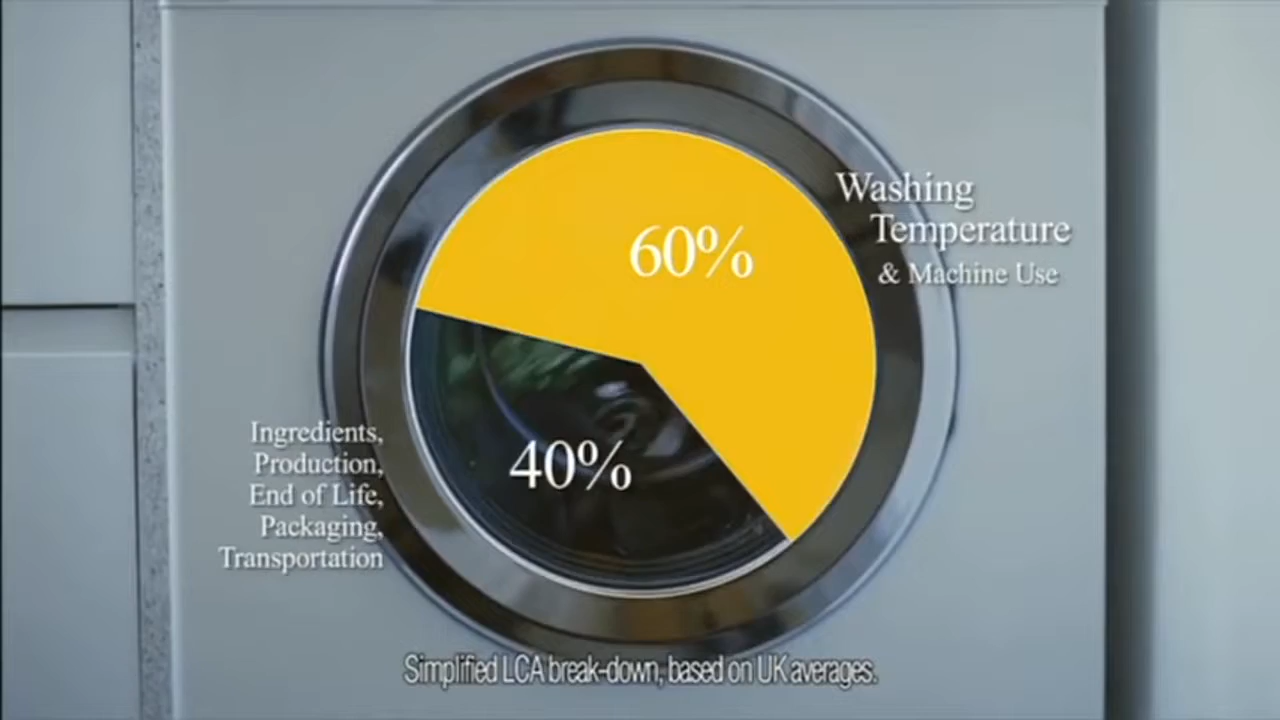 Washing
Temperature
& Machine Use
60%
40%
Ingredients,
Production,
End of Life,
Packaging,
Transportation
Simplified LCA break-down, based on UK averages.